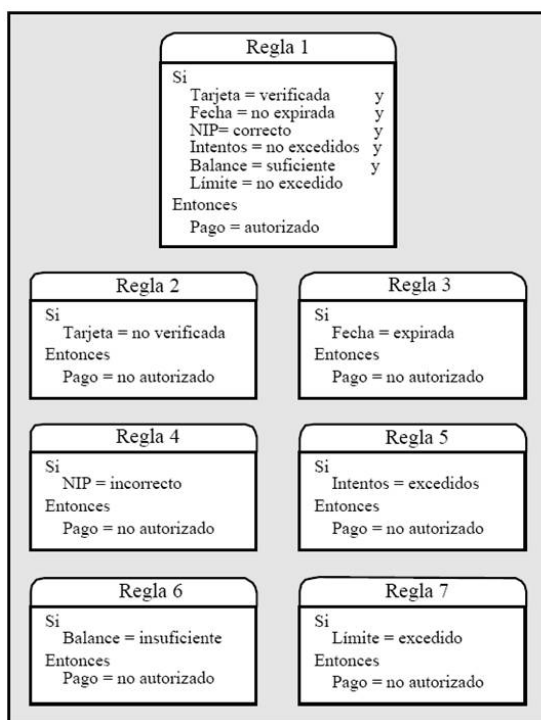 Regla 1
Si
Tarjeta = verificada y
Fecha = no expirada y
NIP= correcto y
Intentos = no excedidos y
Balance = suficiente y
Límite = no excedido
Entonces
Pago = autorizado
Regla 2
Si
Tarjeta = no verificada
Entonces
Pago = no autorizado
Regla 3
Si
Fecha = expirada
Entonces
Pago = no autorizado
Regla 4
Si
NIP = incorrecto
Entonces
Pago = no autorizado
Regla 5
Si
Intentos = excedidos
Entonces
Pago = no autorizado
Regla 6
Si
Balance = insuficiente
Entonces
Pago = no autorizado
Regla 7
Si
Límite = excedido
Entonces
Pago = no autorizado